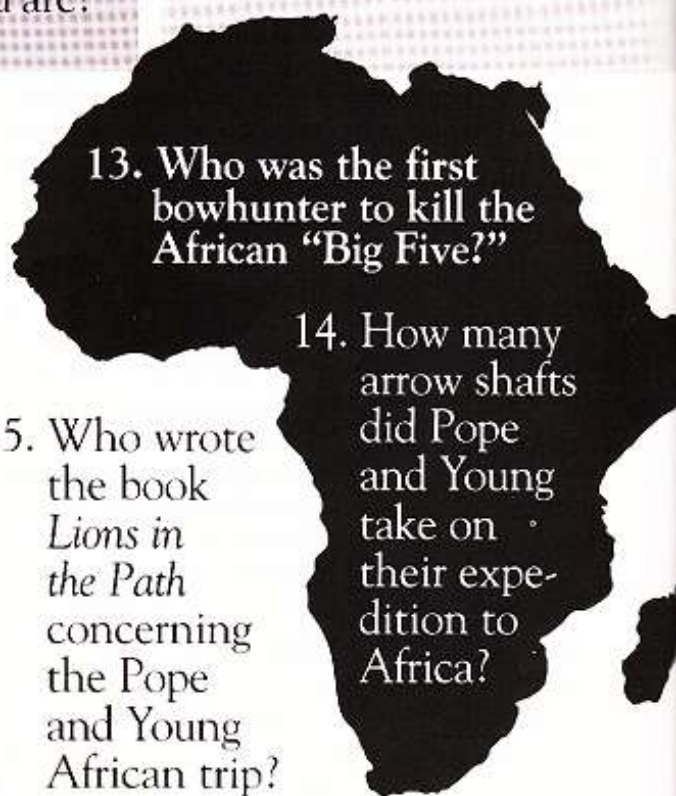 13. Who was the first
bowhunter to kill the
African “Big Five?”
14. How many
arrow shafts
did Pope
and Young
take on
their expe-
dition to
Africa?
5. Who wrote
the book
Lions in
the Path
concerning
the Pope
and Young
African trip?